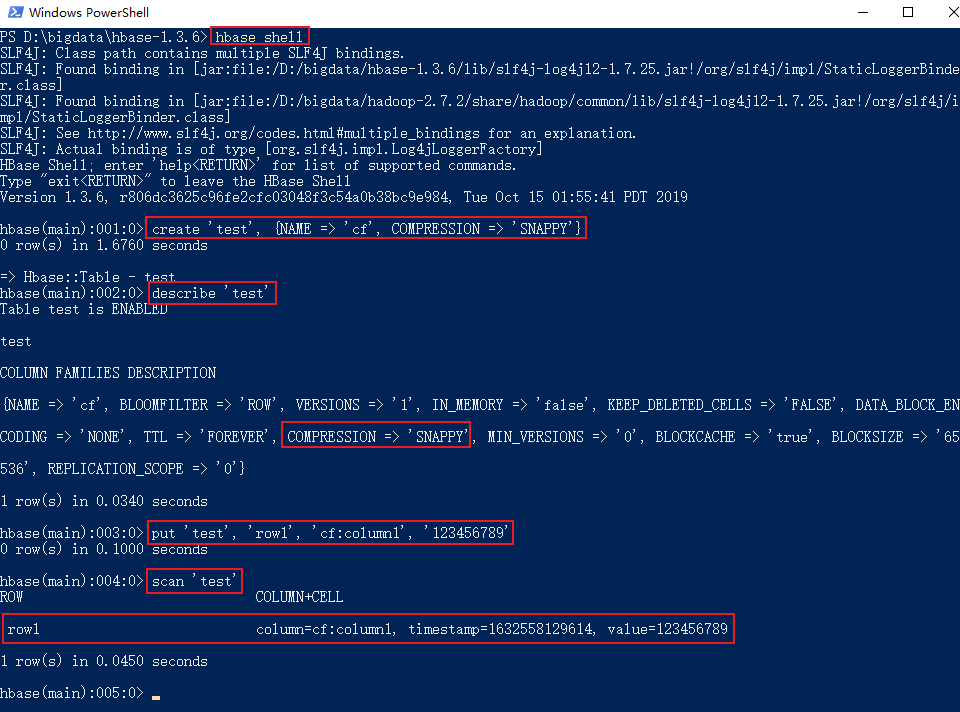 Windows PowerShell
PS D:\bigdata\hbase-1.3.6> hbase shell
SLF4J: Class path contains multiple SLF4J bindings.
SLF4J: Found binding in [jar:file:/D:/bigdata/hbase-1.3.6/lib/slf4j-log4j12-1.7.25.jar!/org/slf4j/impl/StaticLoggerBinde
r.class]
SLF4J: Found binding in [jar:file:/D:/bigdata/hadoop-2.7.2/share/hadoop/common/lib/slf4j-log4j12-1.7.25.jar!/org/slf4j/i
mpl/StaticLoggerBinder.class]
SLF4J: See http://www.slf4j.org/codes.html#multiple_bindings for an explanation.
SLF4J: Actual binding is of type [org.slf4j.impl.Log4jLoggerFactory]
HBase Shell; enter 'help<RETURN>' for list of supported commands.
Type "exit<RETURN>" to leave the HBase Shell
Version 1.3.6, r806dc3625c96fe2cfc03048f3c54a0b38bc9e984, Tue Oct 15 01:55:41 PDT 2019
hbase(main):001:0> create 'test', {NAME => 'cf', COMPRESSION => 'SNAPPY'}
0 row(s) in 1.6760 seconds
=> Hbase::Table - test
hbase(main):002:0> describe 'test'
Table test is ENABLED
test
COLUMN FAMILIES DESCRIPTION
{NAME => 'cf', BLOOMFILTER => 'ROW', VERSIONS => '1', IN_MEMORY => 'false', KEEP_DELETED_CELLS => 'FALSE', DATA_BLOCK_EN
CODING => 'NONE', TTL => 'FOREVER', COMPRESSION => 'SNAPPY', MIN_VERSIONS => '0', BLOCKCACHE => 'true', BLOCKSIZE => '65
536', REPLICATION_SCOPE => '0'}
1 row(s) in 0.0340 seconds
hbase(main):003:0> put 'test', 'row1', 'cf:column1', '123456789'
0 row(s) in 0.1000 seconds
hbase(main):004:0> scan 'test'
ROW COLUMN+CELL
row1 column=cf:column1, timestamp=1632558129614, value=123456789
1 row(s) in 0.0450 seconds
hbase(main):005:0>